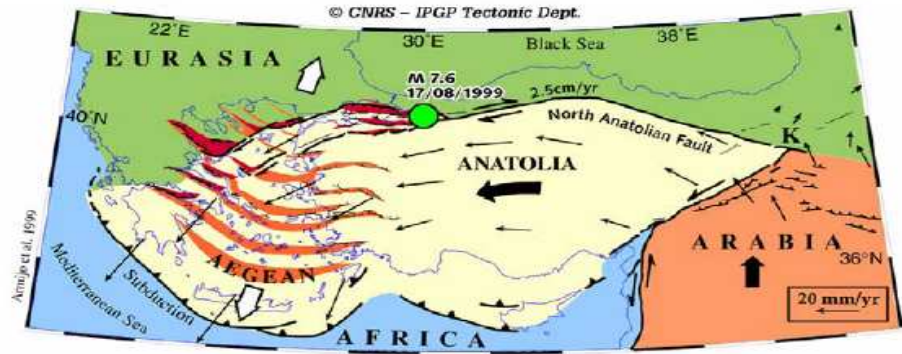 © CNRS – IPGP Tectonic Dept.
22°E
30°E
38°E
EURASIA
Black Sea
M 7.6
17/08/1999
2.5cm/yr
40°N
North Anatolian Fault
K
ANATOLIA
ARABIA
36°N
AEGEAN
Subduction
Mediterranean Sea
AFRICA
20 mm/yr
Armijo et al. 1999